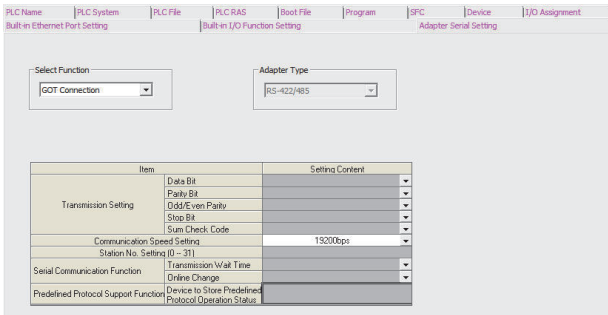 PLC Name PLC System PLC File PLC RAS Boot File Program SFC Device I/O Assignment
Built-in Ethernet Port Setting Built-in I/O Function Setting Adapter Serial Setting
Select Function Adapter Type
GOT Connection RS-422/485
Item Setting Content
Transmission Setting Data Bit
Parity Bit
Odd/Even Parity
Stop Bit
Sum Check Code
Communication Speed Setting 19200bps
Station No. Setting (0 – 31)
Serial Communication Function Transmission Wait Time
Online Change
Predefined Protocol Support Function Device to Store Predefined
Protocol Operation Status